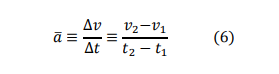 ā ≡ Δv/Δt ≡ (v₂−v₁)/(t₂ − t₁) (6)